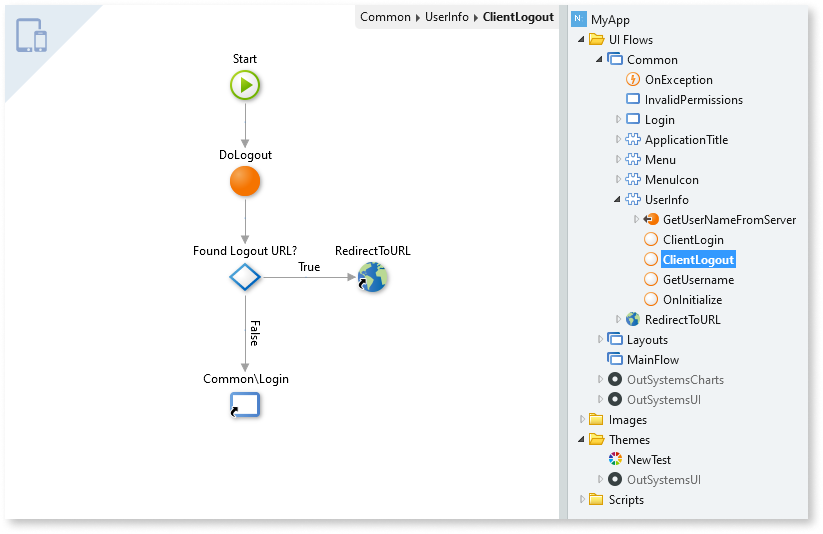 Common UserInfo ClientLogout
Start
DoLogout
Found Logout URL?
True
RedirectToURL
False
Common\Login
N:
MyApp
UI Flows
Common
OnException
InvalidPermissions
Login
ApplicationTitle
Menu
MenuIcon
UserInfo
GetUserNameFromServer
ClientLogin
ClientLogout
GetUsername
OnInitialize
RedirectToURL
Layouts
MainFlow
OutSystemsCharts
OutSystemsUI
Images
Themes
NewTest
OutSystemsUI
Scripts